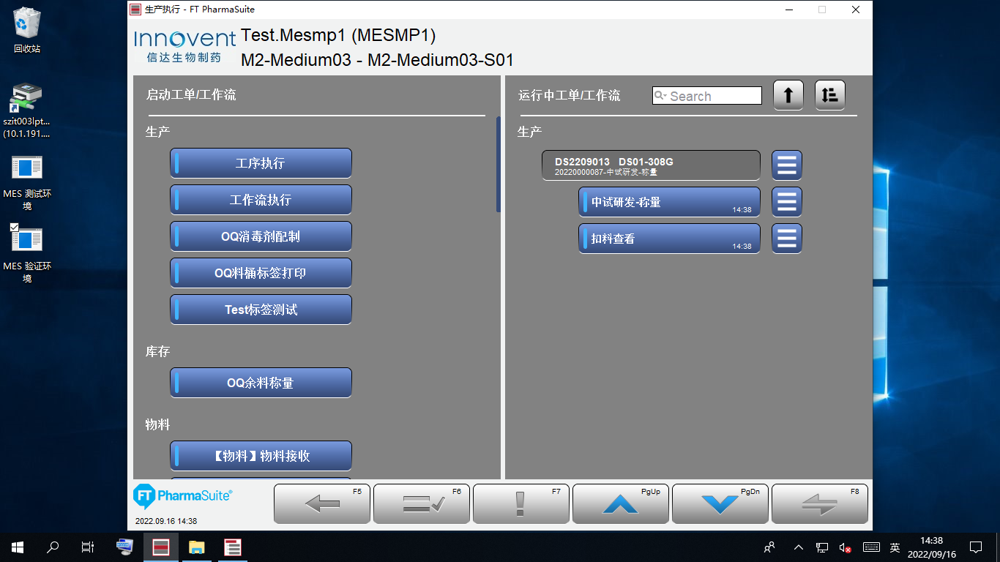 回收站
szit003lpt...
(10.1.191....
MES 测试环
境
MES 验证环
境
生产执行 - FT PharmaSuite
Innovent
信达生物制药
Test.Mesmp1 (MESMP1)
M2-Medium03 - M2-Medium03-S01
启动工单/工作流
生产
工序执行
工作流执行
OQ消毒剂配制
OQ料桶标签打印
Test标签测试
库存
OQ余料称量
物料
【物料】物料接收
运行中工单/工作流
Search
生产
DS2209013 DS01-308G
20220000087-中试研发-称量
中试研发-称量
14:38
扣料查看
14:38
FT PharmaSuite
2022.09.16 14:38
F5
F6
F7
PgUp
PgDn
F8
英
14:38
2022/09/16